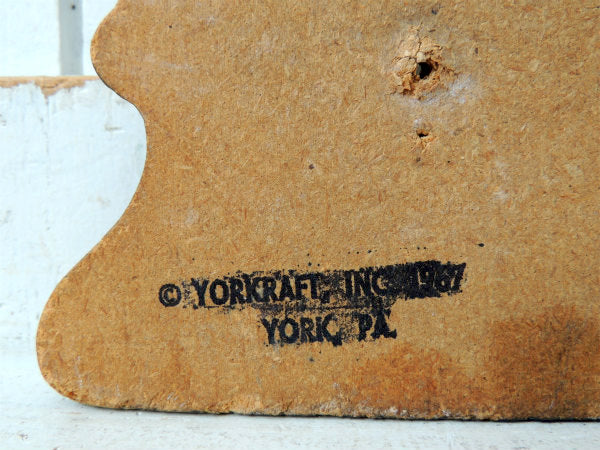 © YORKRAFT, INC. 1967
YORK, PA.